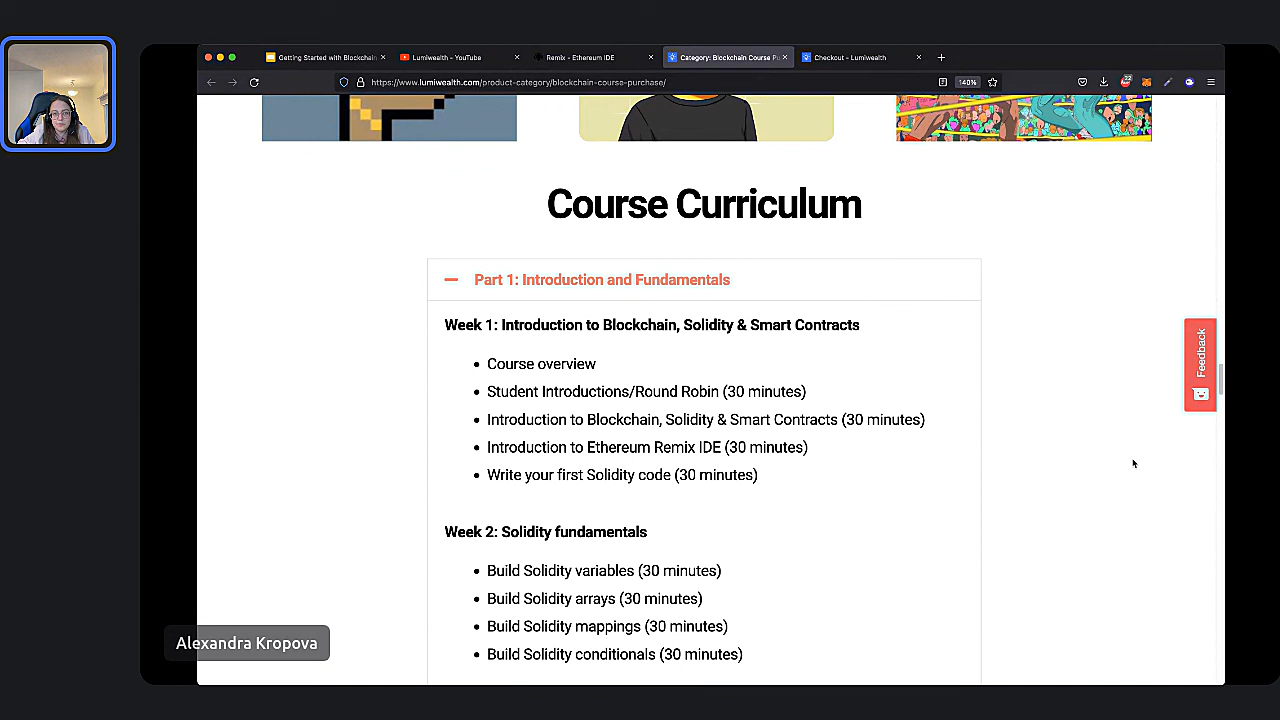 Getting Started with Blockchain
Lumiwealth - YouTube
Remix - Ethereum IDE
Category: Blockchain Course Pu
Checkout - Lumiwealth
https://www.lumiwealth.com/product-category/blockchain-course-purchase/
140%
22
Course Curriculum
Part 1: Introduction and Fundamentals
Week 1: Introduction to Blockchain, Solidity & Smart Contracts
• Course overview
• Student Introductions/Round Robin (30 minutes)
• Introduction to Blockchain, Solidity & Smart Contracts (30 minutes)
• Introduction to Ethereum Remix IDE (30 minutes)
• Write your first Solidity code (30 minutes)
Feedback
Week 2: Solidity fundamentals
• Build Solidity variables (30 minutes)
• Build Solidity arrays (30 minutes)
• Build Solidity mappings (30 minutes)
• Build Solidity conditionals (30 minutes)
Alexandra Kropova